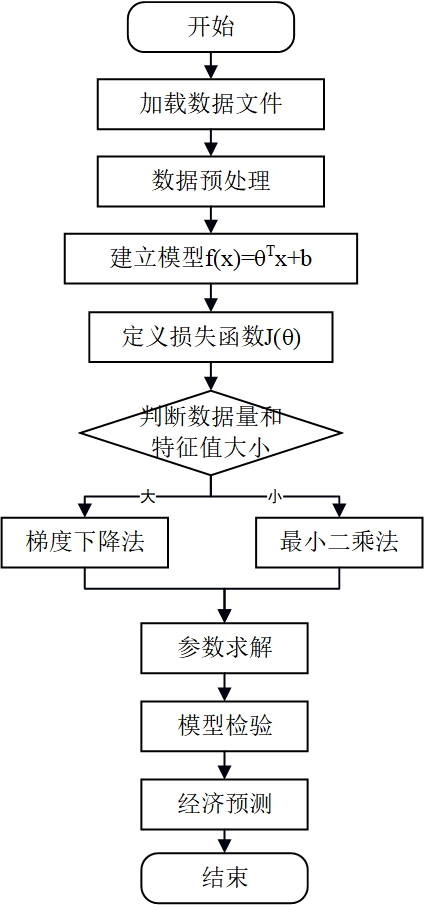 开始
加载数据文件
数据预处理
建立模型f(x)=θᵀx+b
定义损失函数J(θ)
判断数据量和
特征值大小
大
小
梯度下降法
最小二乘法
参数求解
模型检验
经济预测
结束